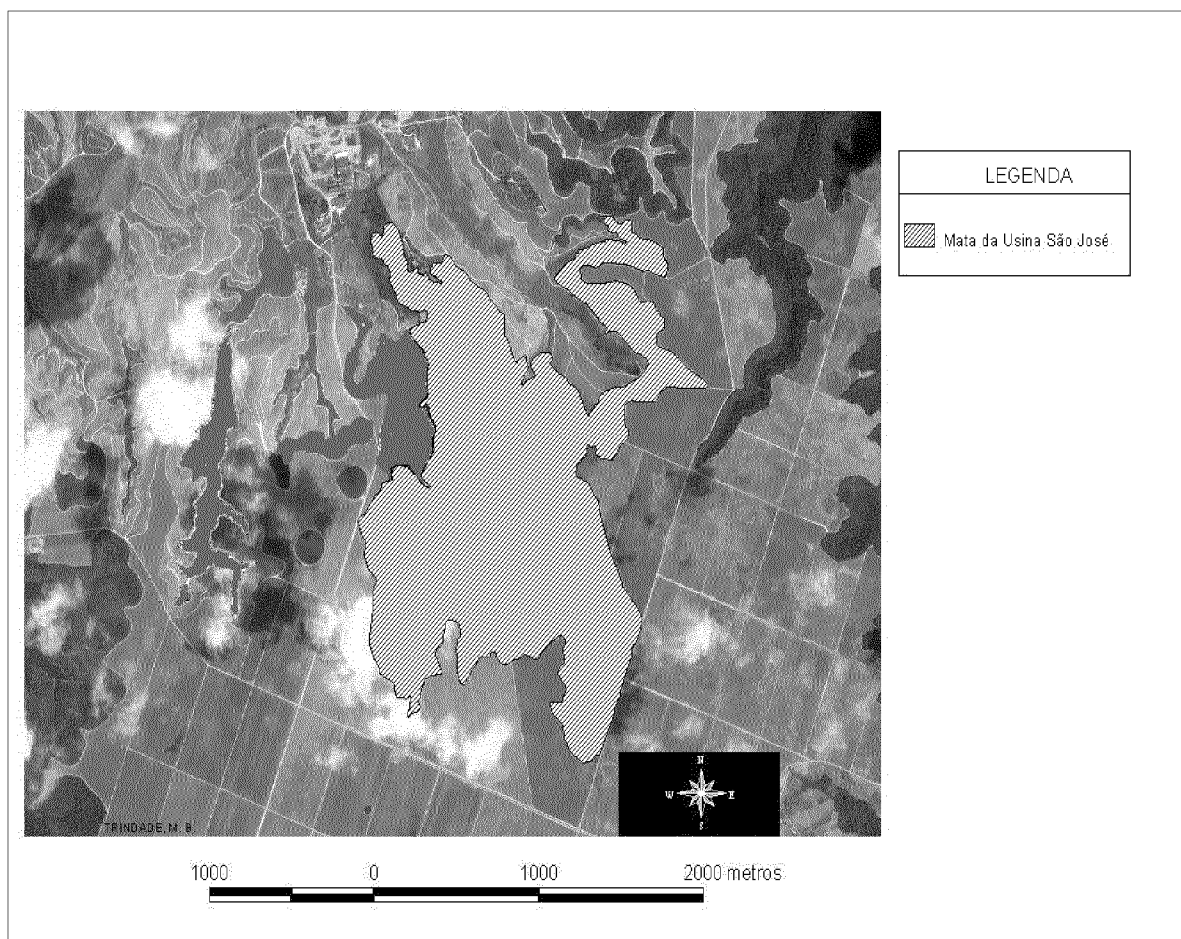 LEGENDA
Mata da Usina São José
N
W E
S
TRINDADE, M. B.
1000 0 1000 2000 metros